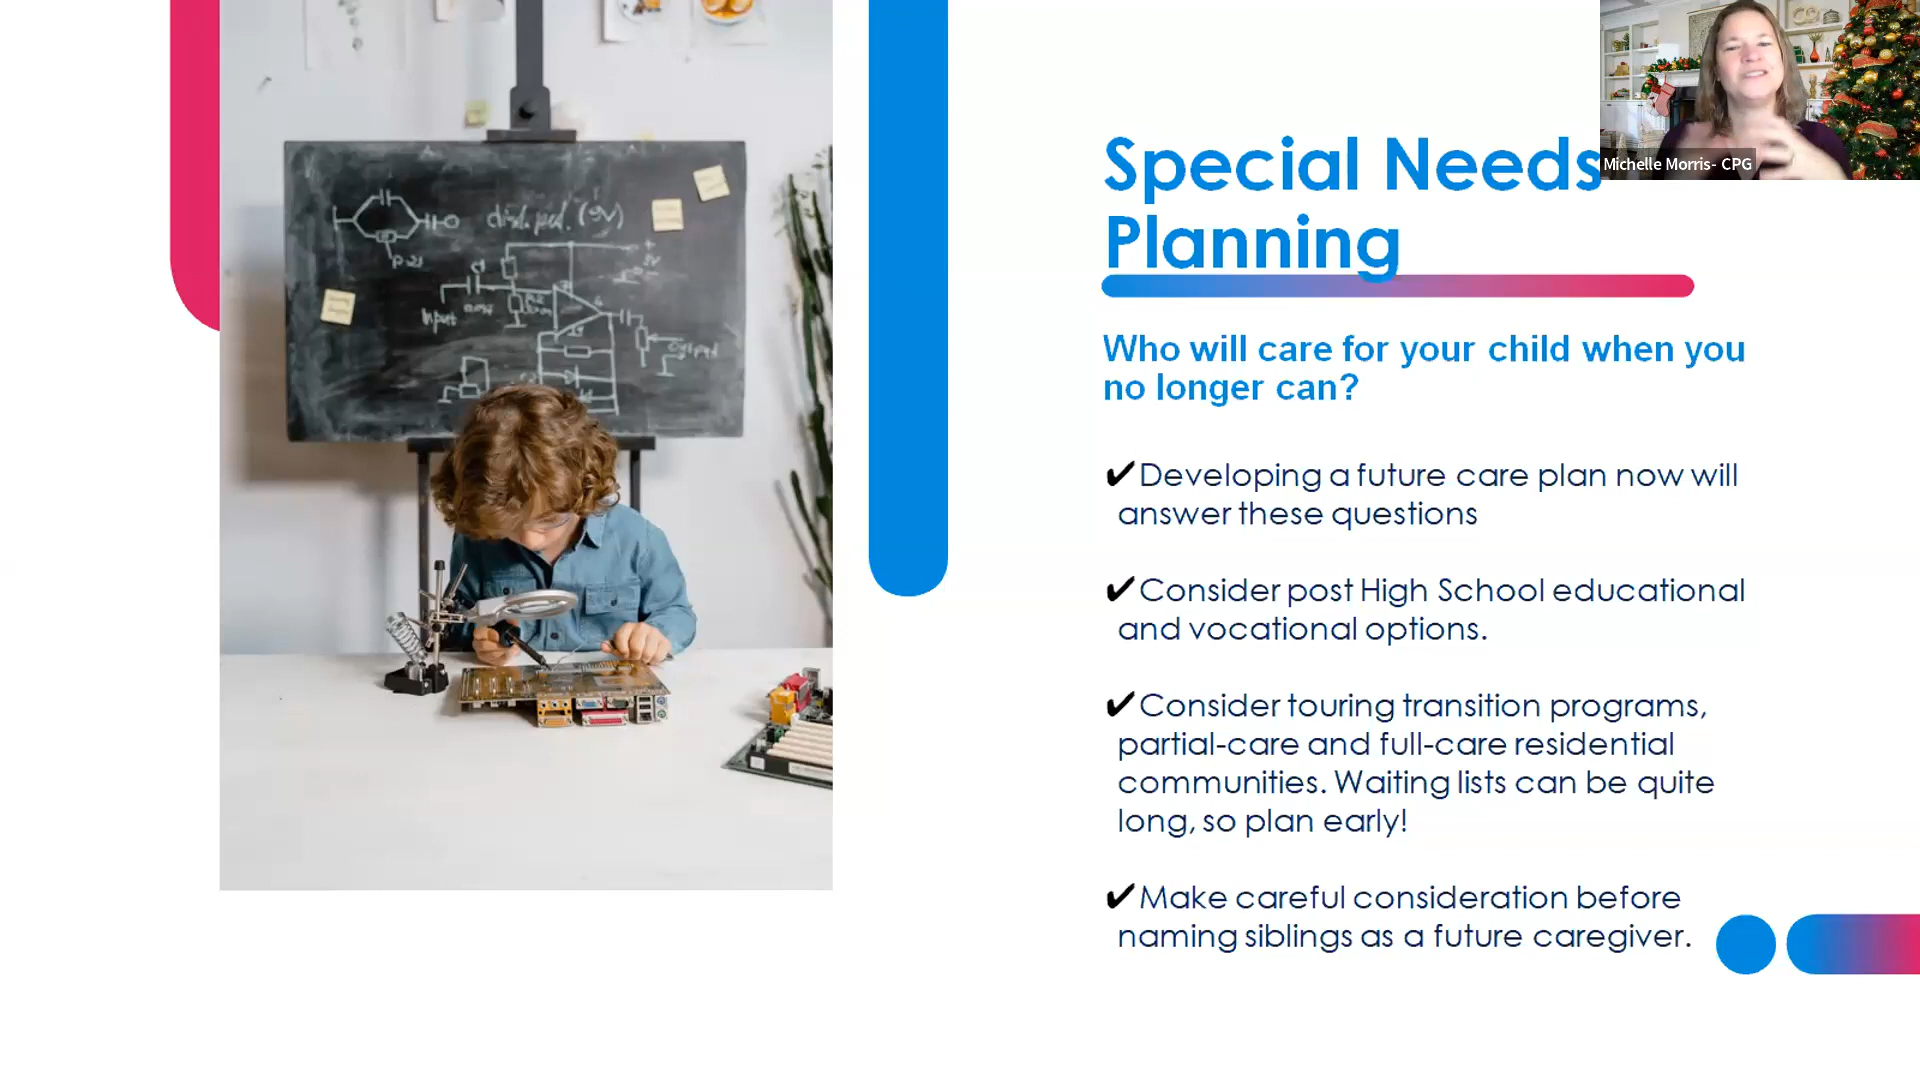 Michelle Morris- CPG
Special Needs
Planning
Who will care for your child when you
no longer can?
✔Developing a future care plan now will
answer these questions
✔Consider post High School educational
and vocational options.
✔Consider touring transition programs,
partial-care and full-care residential
communities. Waiting lists can be quite
long, so plan early!
✔Make careful consideration before
naming siblings as a future caregiver.
Input